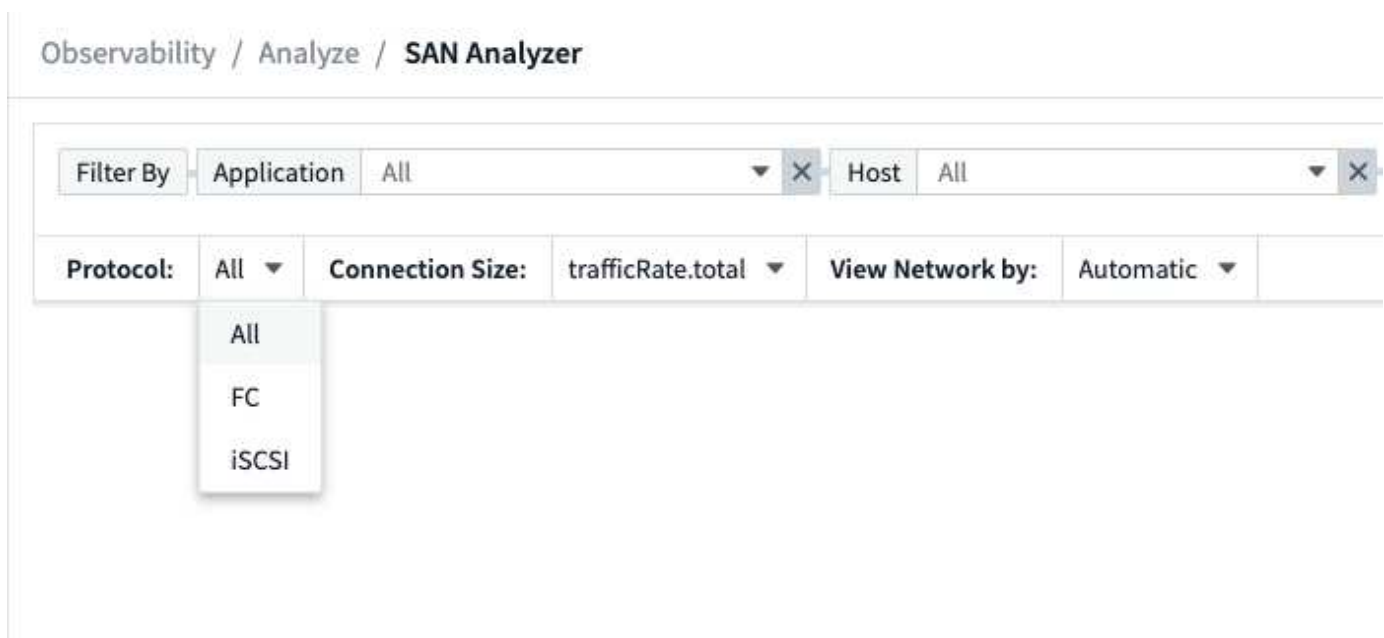 Observability / Analyze / SAN Analyzer
Filter By Application All Host All
Protocol: All Connection Size: trafficRate.total View Network by: Automatic
All
FC
iSCSI